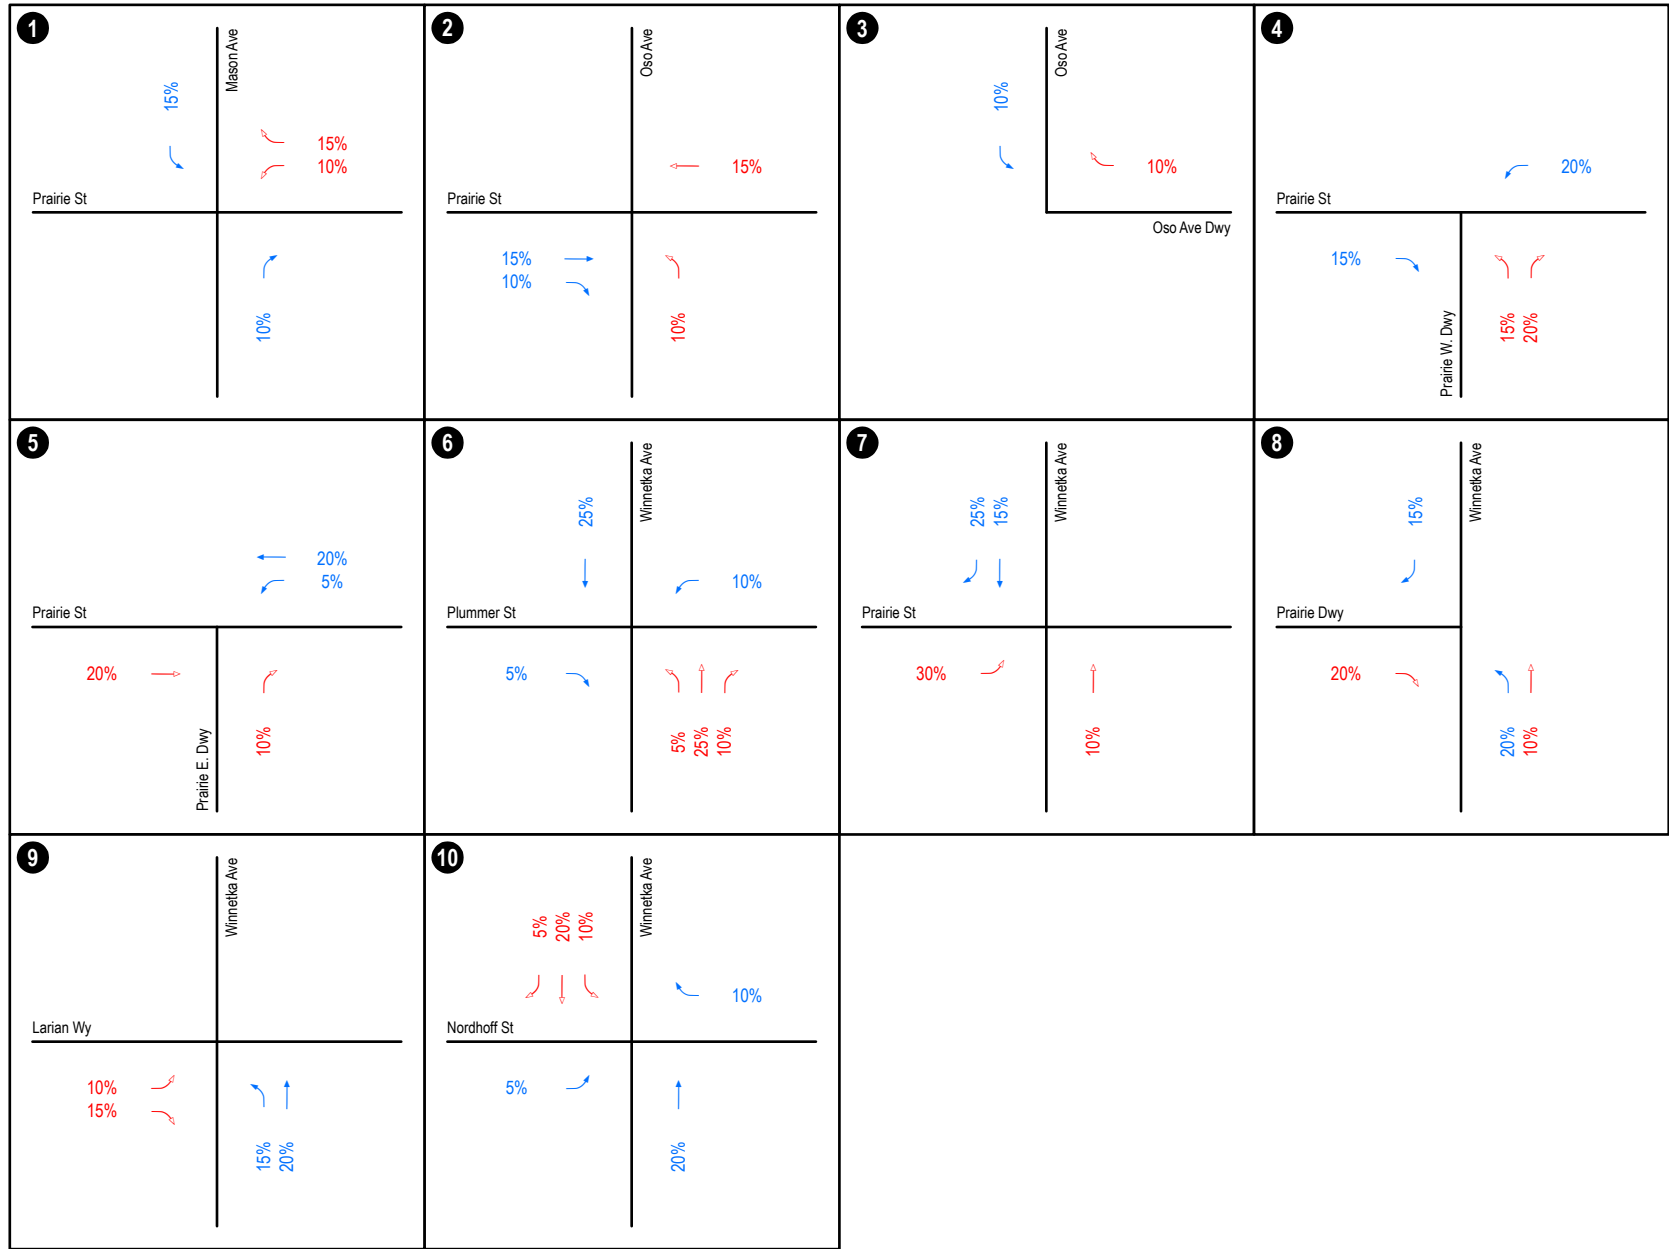 1
Mason Ave
15%
15%
10%
Prairie St
10%
2
Oso Ave
15%
Prairie St
15%
10%
10%
3
Oso Ave
10%
10%
Oso Ave Dwy
4
20%
Prairie St
15%
Prairie W. Dwy
15%
20%
5
20%
5%
Prairie St
20%
Prairie E. Dwy
10%
6
Winnetka Ave
25%
10%
Plummer St
5%
5%
25%
10%
7
Winnetka Ave
25%
15%
Prairie St
30%
10%
8
Winnetka Ave
15%
Prairie Dwy
20%
20%
10%
9
Winnetka Ave
Larian Wy
10%
15%
15%
20%
10
Winnetka Ave
5%
20%
10%
10%
Nordhoff St
5%
20%